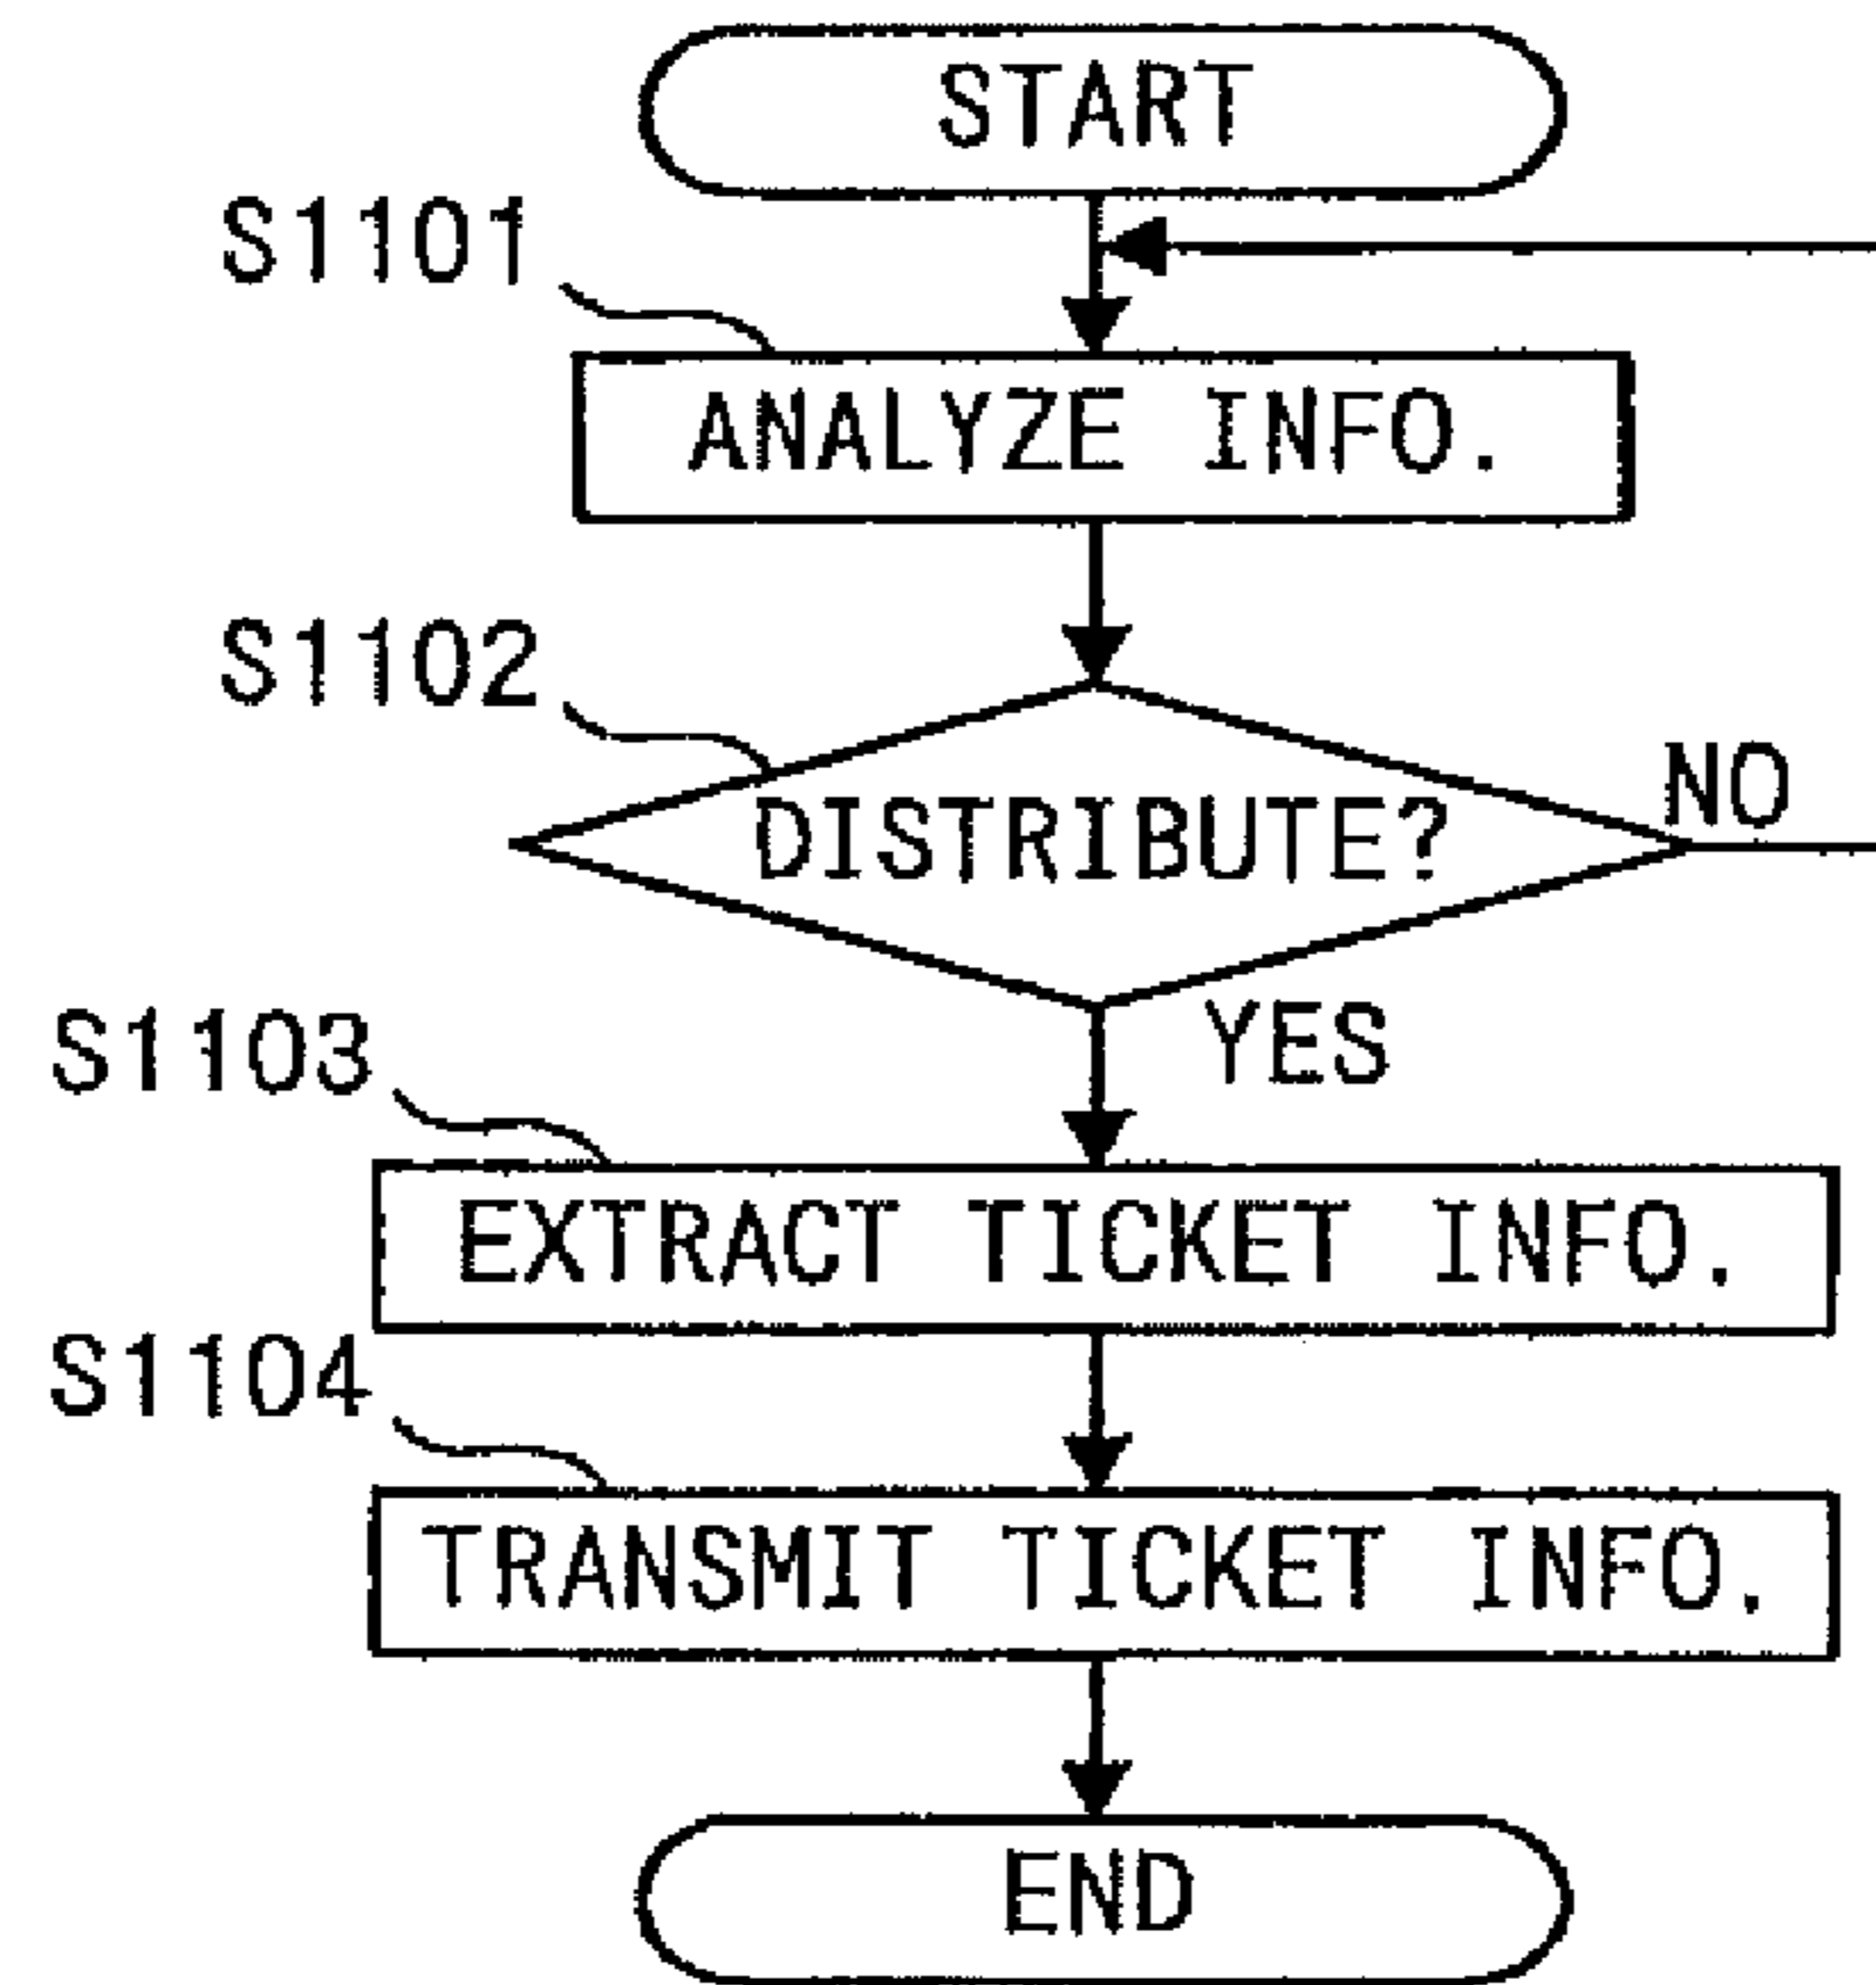 START
S1101
ANALYZE INFO.
S1102
DISTRIBUTE?
NO
YES
S1103
EXTRACT TICKET INFO.
S1104
TRANSMIT TICKET INFO.
END